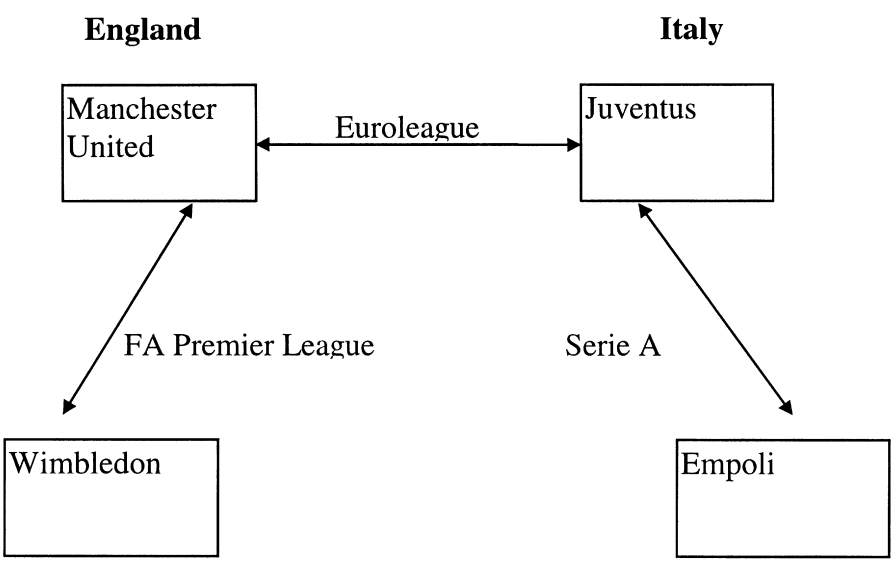 England
Italy
Manchester
United
Euroleague
Juventus
FA Premier League
Serie A
Wimbledon
Empoli